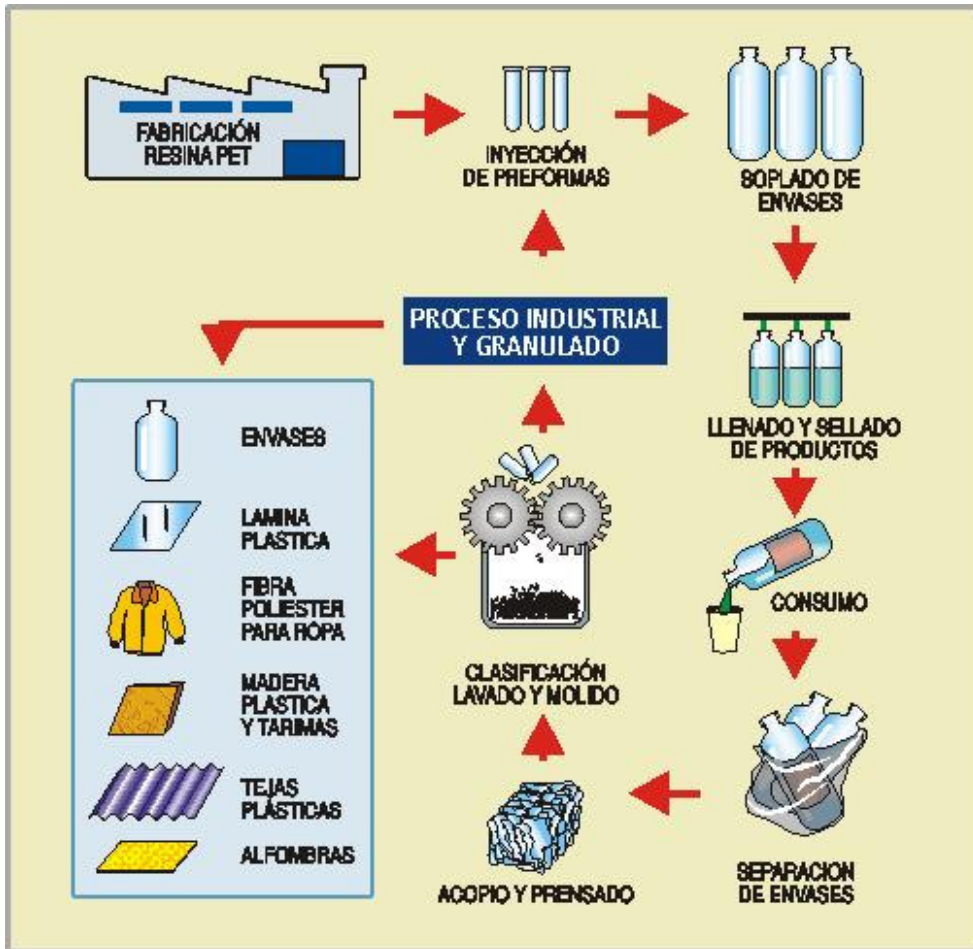 FABRICACIÓN
RESINA PET
INYECCIÓN
DE PREFORMAS
SOPLADO DE
ENVASES
PROCESO INDUSTRIAL
Y GRANULADO
LLENADO Y SELLADO
DE PRODUCTOS
ENVASES
LAMINA
PLASTICA
FIBRA
POLIESTER
PARA ROPA
MADERA
PLASTICA
Y TARIMAS
TEJAS
PLÁSTICAS
ALFOMBRAS
CONSUMO
CLASIFICACIÓN
LAVADO Y MOLIDO
ACOPIO Y PRENSADO
SEPARACION
DE ENVASES